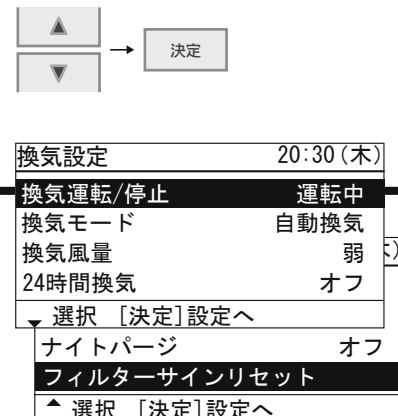 決定
換気設定 20:30(木)
換気運転/停止 運転中
換気モード 自動換気
換気風量 弱
24時間換気 オフ
選択 [決定]設定へ
ナイトパージ オフ
フィルターサインリセット
選択 [決定]設定へ